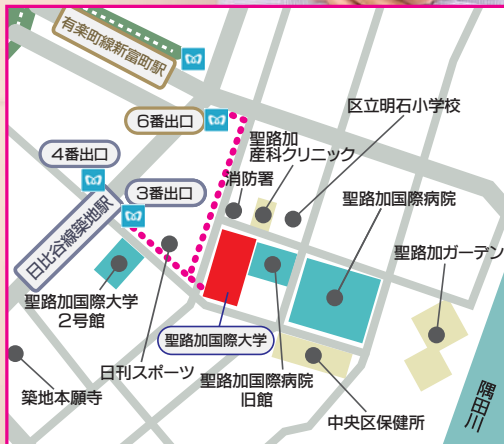 有楽町線新富町駅
6番出口
区立明石小学校
4番出口
聖路加
産科クリニック
消防署
3番出口
聖路加国際病院
日比谷線築地駅
聖路加ガーデン
聖路加国際大学
2号館
聖路加国際大学
日刊スポーツ
聖路加国際病院
旧館
築地本願寺
中央区保健所
隅田川